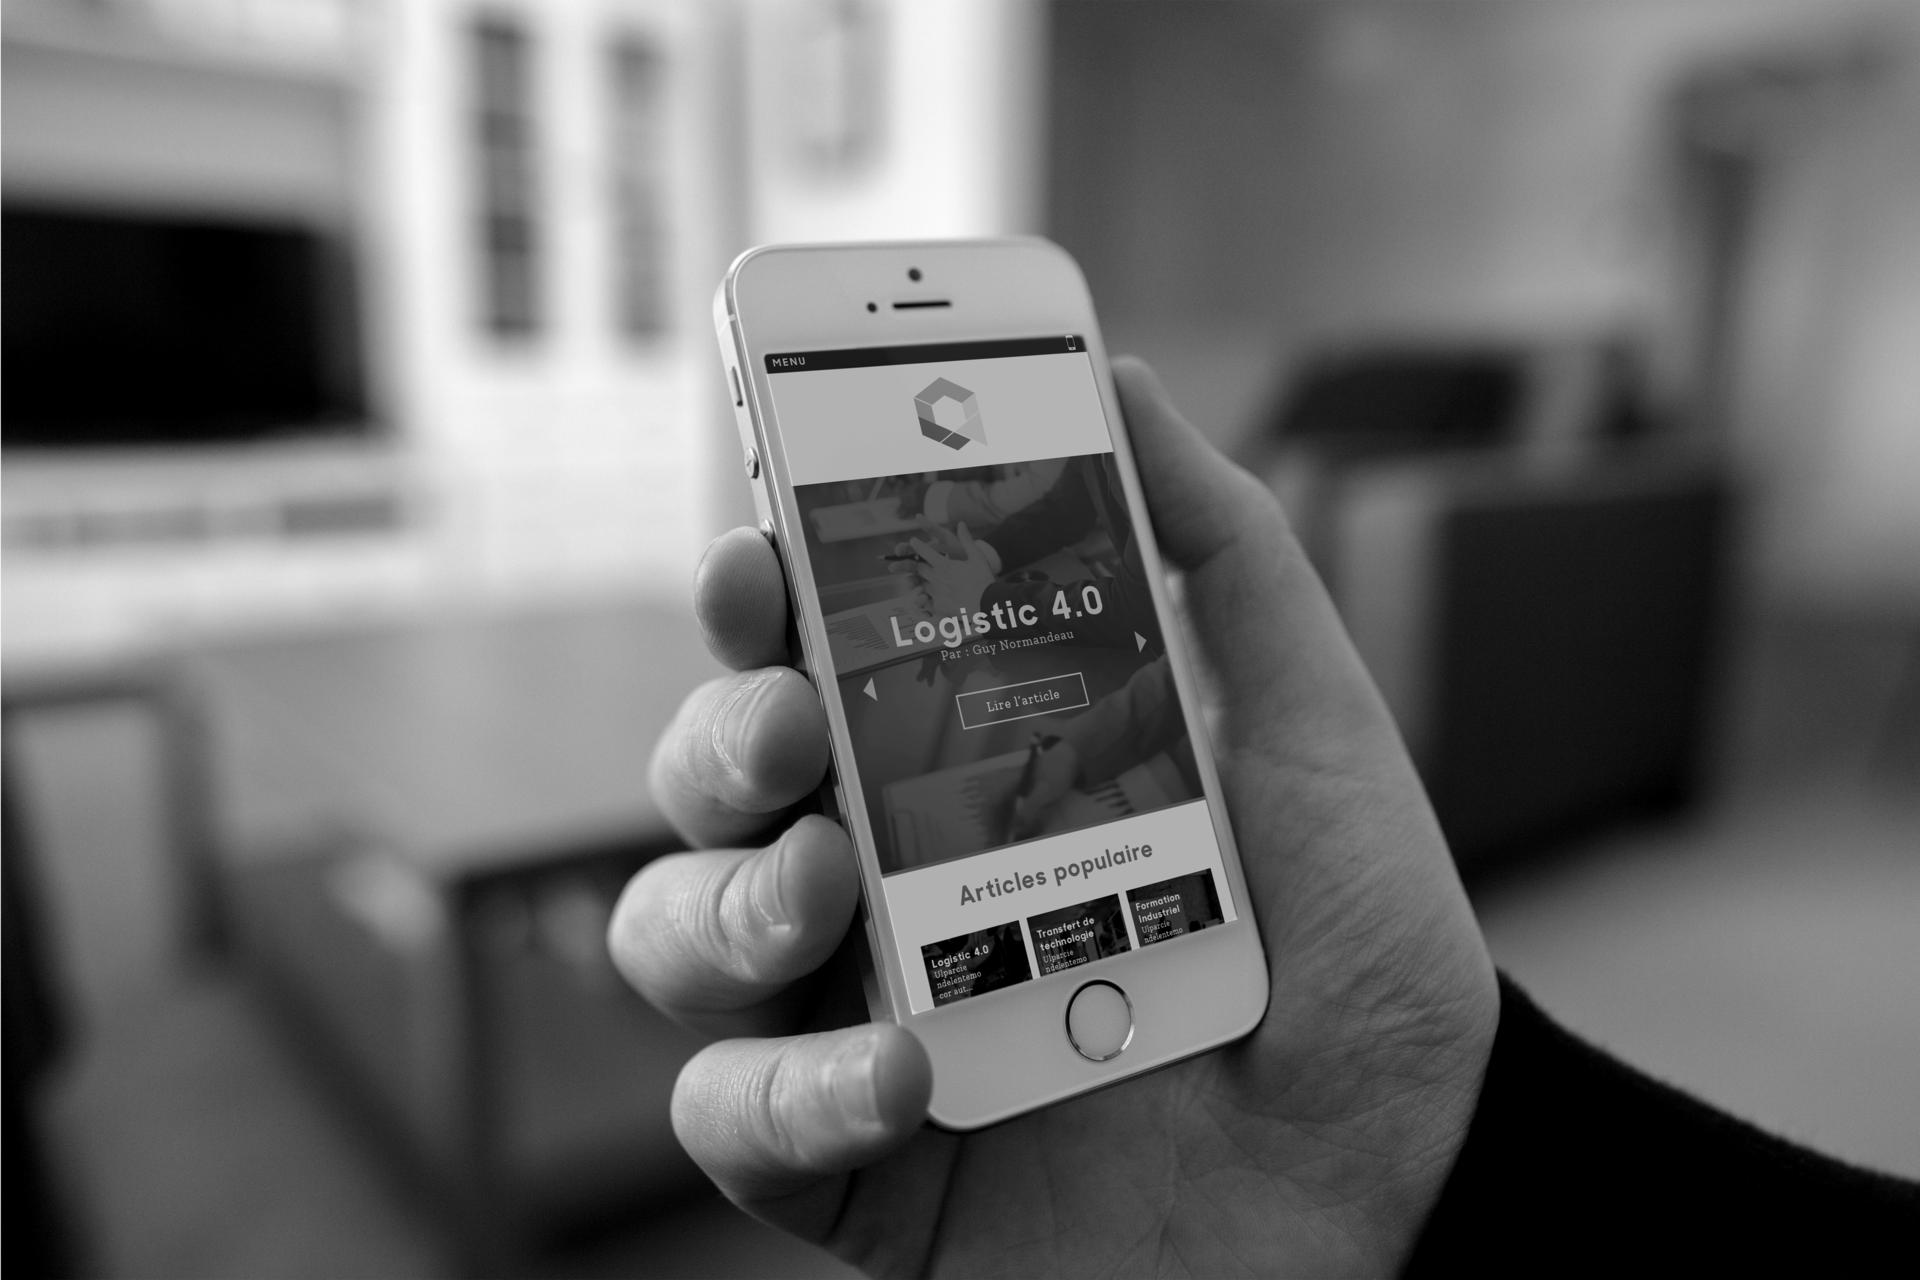 MENU
Logistic 4.0
Par : Guy Normandeau
Lire l'article
Articles populaire
Logistic 4.0
Ulparcie
ndelentemo
cor aut...
Transfert de
technologie
Ulparcie
ndelentemo
Formation
Industriel
Ulparcie
ndelentemo